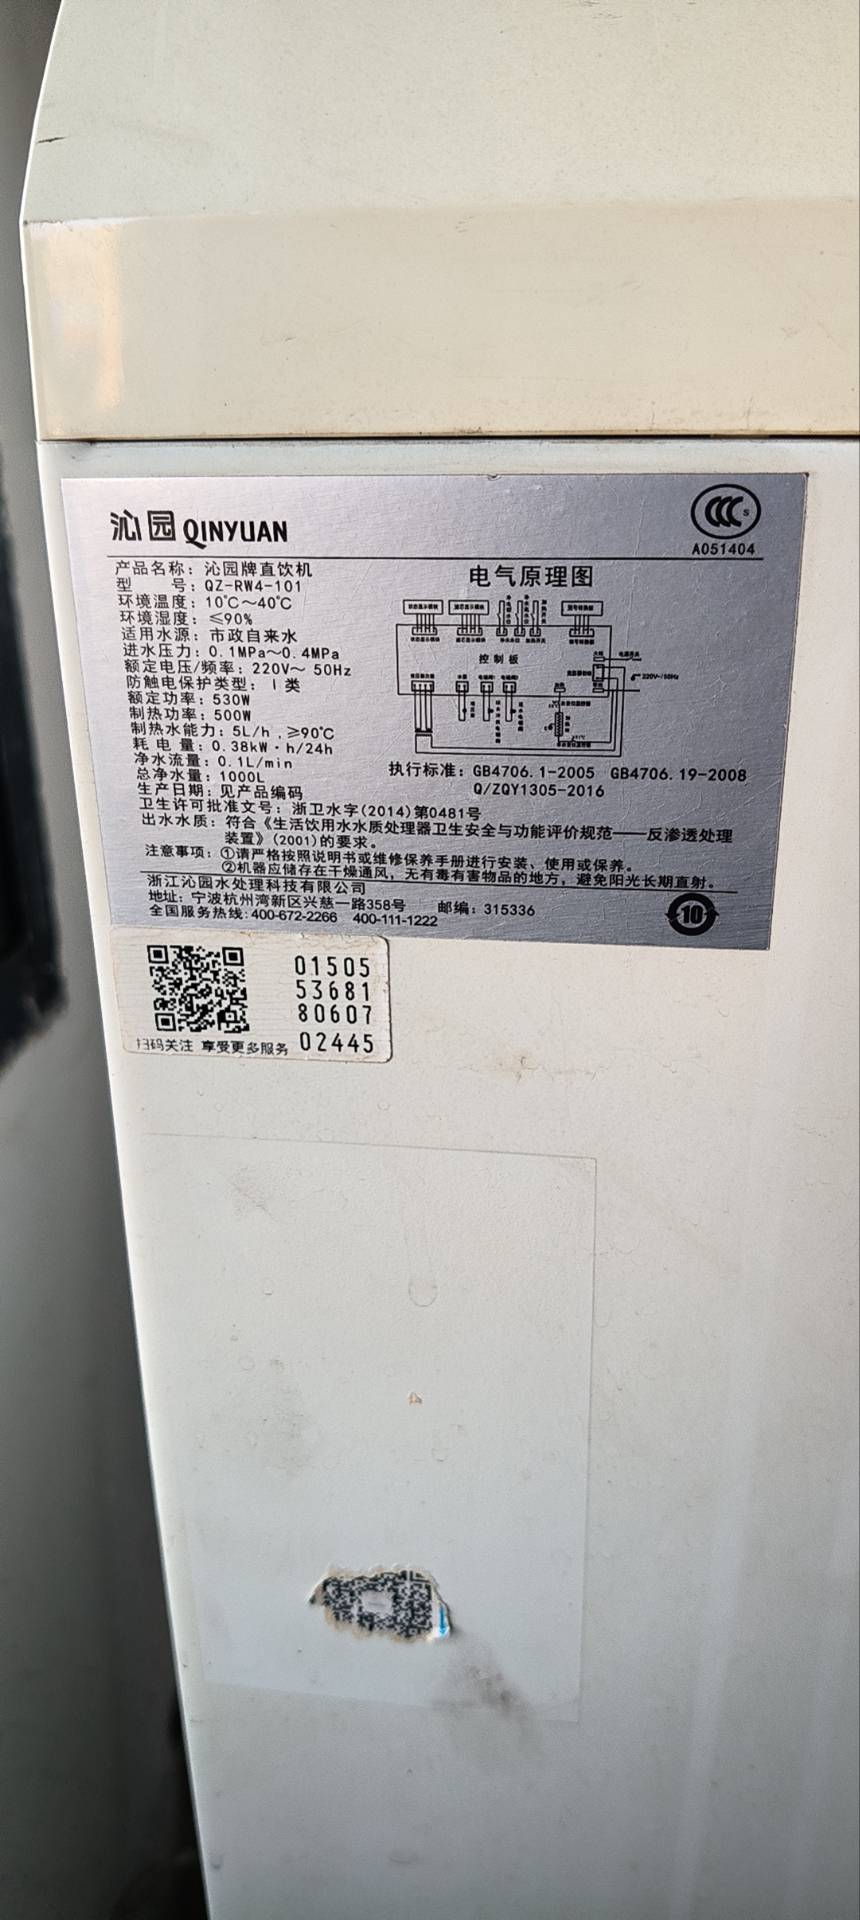 沁园 QINYUAN
CCC S
A051404
产品名称：沁园牌直饮机
型 号：QZ-RW4-101
环境温度：10℃～40℃
环境湿度：≤90%
适用水源：市政自来水
进水压力：0.1MPa～0.4MPa
额定电压/频率：220V～ 50Hz
防触电保护类型：I 类
额定功率：530W
制热功率：500W
制热水能力：5L/h，≥90℃
耗 电 量：0.38kW·h/24h
净水流量：0.1L/min
总净水量：1000L
生产日期：见产品编码
电气原理图
控制板
220V~/50Hz
执行标准：GB4706.1-2005 GB4706.19-2008
Q/ZQY1305-2016
卫生许可批准文号：浙卫水字(2014)第0481号
出水水质：符合《生活饮用水水质处理器卫生安全与功能评价规范——反渗透处理
装置》(2001)的要求。
注意事项：①请严格按照说明书或维修保养手册进行安装、使用或保养。
②机器应储存在干燥通风，无有毒有害物品的地方，避免阳光长期直射。
浙江沁园水处理科技有限公司
地址：宁波杭州湾新区兴慈一路358号 邮编：315336
全国服务热线：400-672-2266 400-111-1222
10
01505
53681
80607
02445
扫码关注 享受更多服务